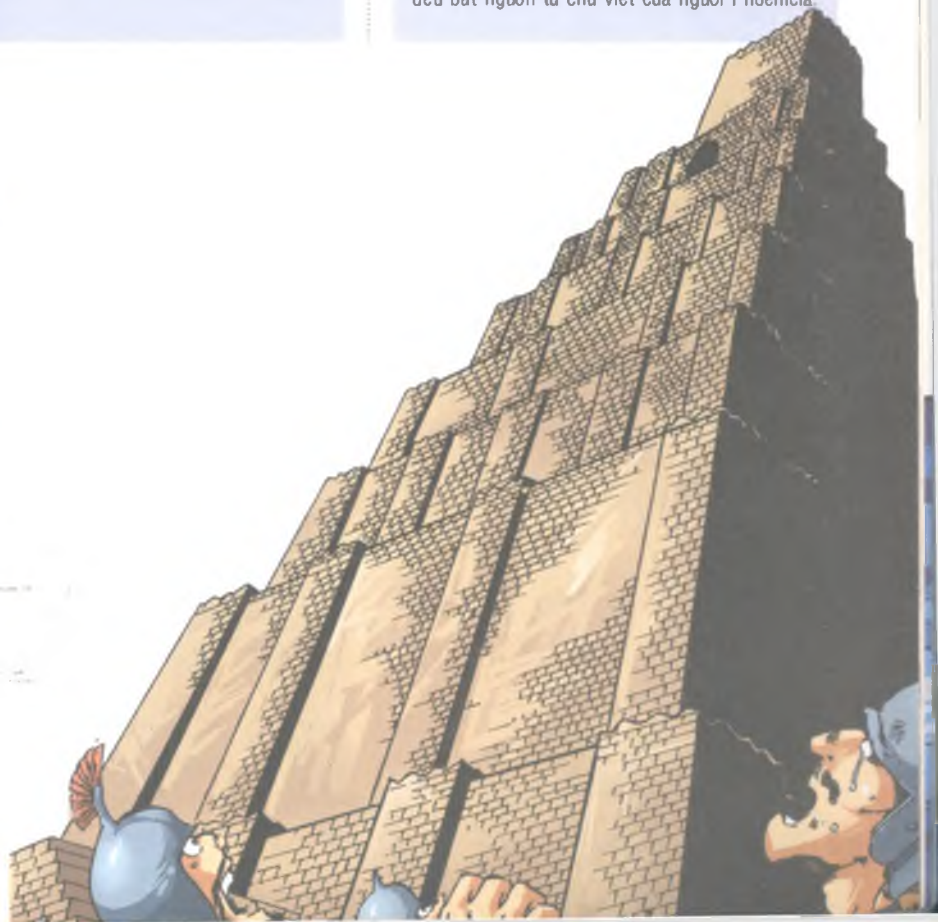 đều bắt nguồn từ chữ viết của người Phoenicia.